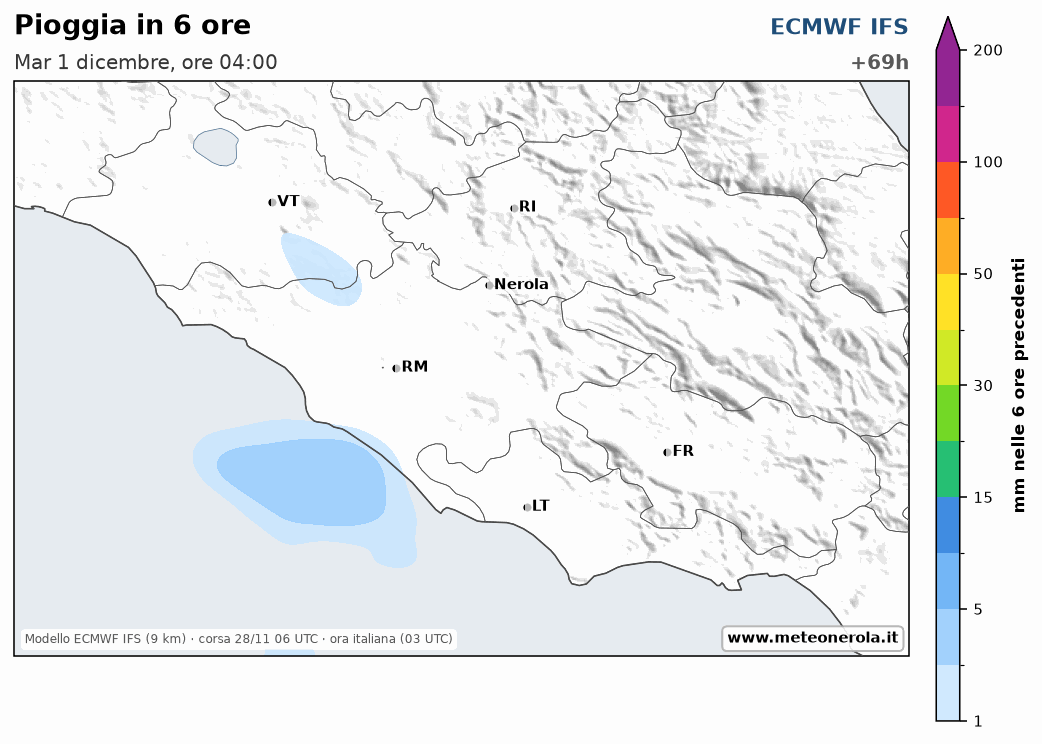 Pioggia in 6 ore
ECMWF IFS
Mar 1 dicembre, ore 04:00
+69h
200
100
50
30
15
5
1
mm nelle 6 ore precedenti
VT
RI
Nerola
RM
FR
LT
Modello ECMWF IFS (9 km) · corsa 28/11 06 UTC · ora italiana (03 UTC)
www.meteonerola.it